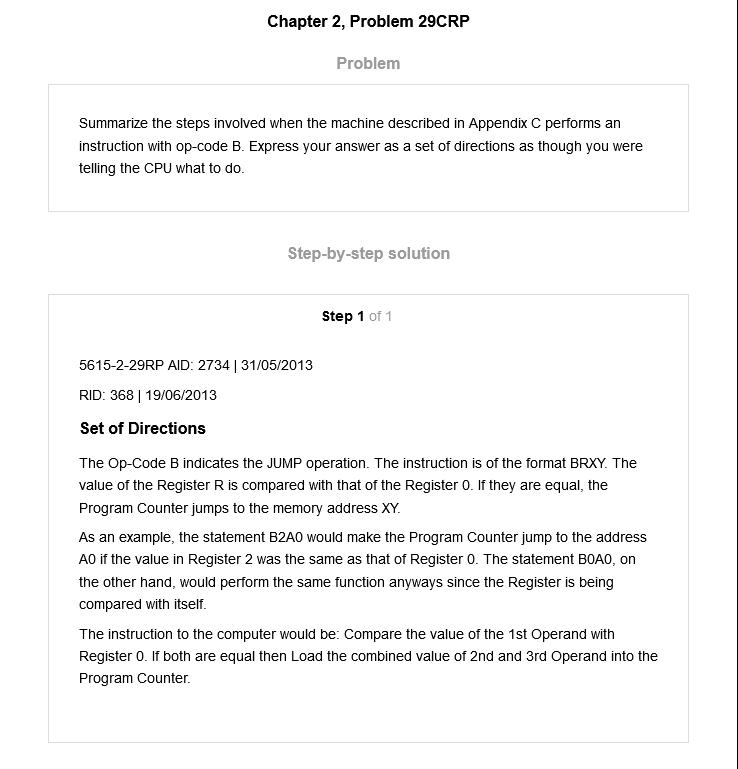 Chapter 2, Problem 29CRP
Problem
Summarize the steps involved when the machine described in Appendix C performs an
instruction with op-code B. Express your answer as a set of directions as though you were
telling the CPU what to do.
Step-by-step solution
Step 1 of 1
5615-2-29RP AID: 2734 | 31/05/2013
RID: 368 | 19/06/2013
Set of Directions
The Op-Code B indicates the JUMP operation. The instruction is of the format BRXY. The
value of the Register R is compared with that of the Register 0. If they are equal, the
Program Counter jumps to the memory address XY.
As an example, the statement B2A0 would make the Program Counter jump to the address
A0 if the value in Register 2 was the same as that of Register 0. The statement B0A0, on
the other hand, would perform the same function anyways since the Register is being
compared with itself.
The instruction to the computer would be: Compare the value of the 1st Operand with
Register 0. If both are equal then Load the combined value of 2nd and 3rd Operand into the
Program Counter.